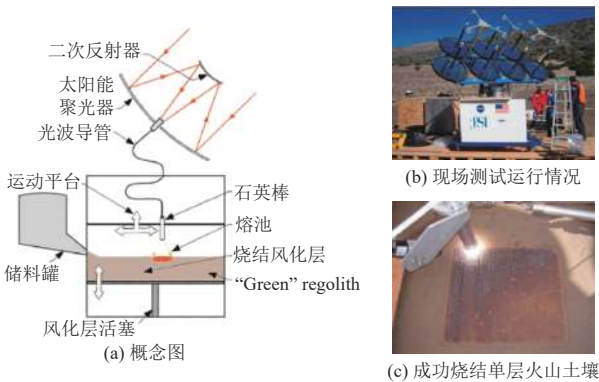 二次反射器
太阳能
聚光器
光波导管
运动平台
石英棒
熔池
烧结风化层
储料罐
“Green” regolith
风化层活塞
(a) 概念图
(b) 现场测试运行情况
(c) 成功烧结单层火山土壤